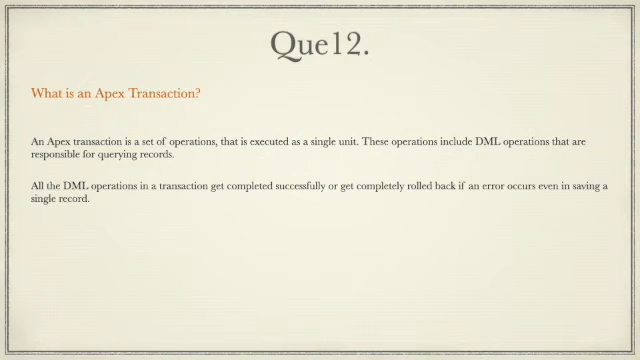 Que12.
What is an Apex Transaction?
An Apex transaction is a set of operations, that is executed as a single unit. These operations include DML operations that are
responsible for querying records.
All the DML operations in a transaction get completed successfully or get completely rolled back if an error occurs even in saving a
single record.